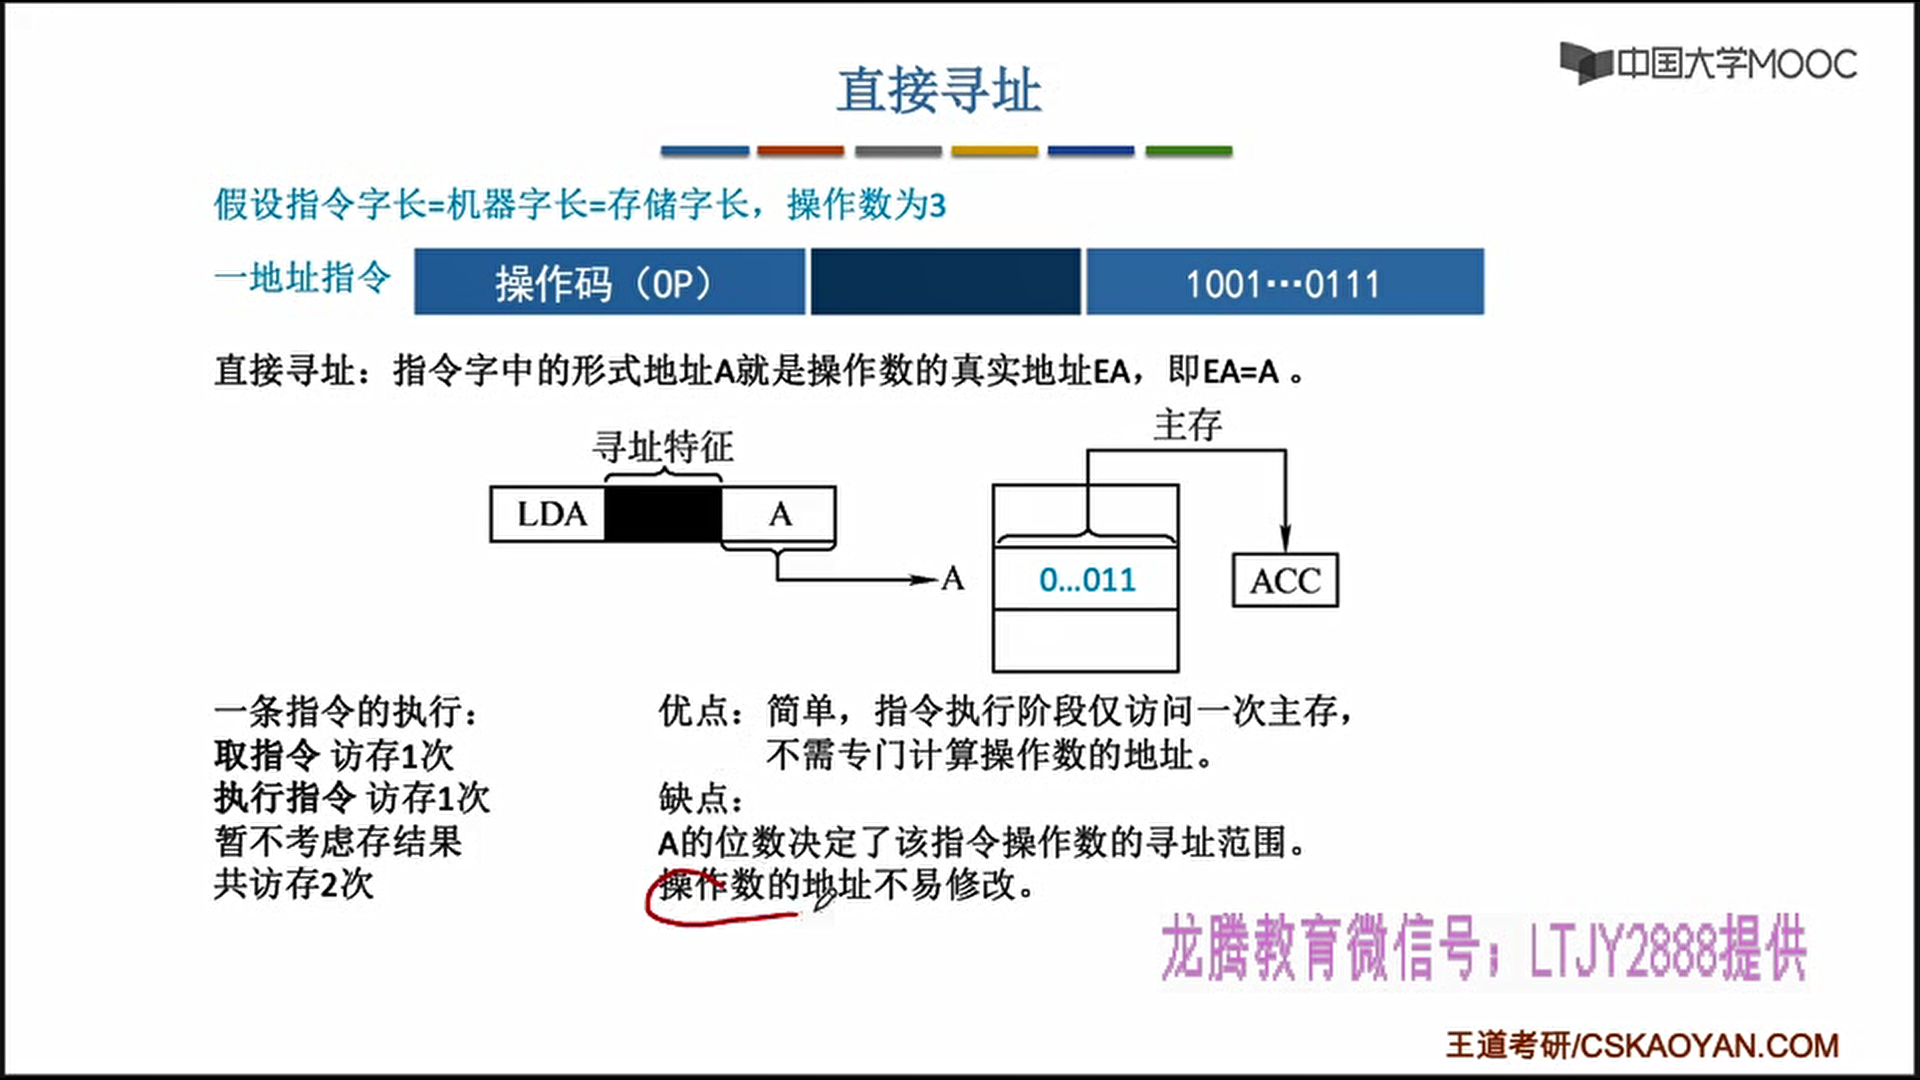 中国大学MOOC
直接寻址
假设指令字长=机器字长=存储字长，操作数为3
一地址指令
操作码（OP）
1001…0111
直接寻址：指令字中的形式地址A就是操作数的真实地址EA，即EA=A 。
主存
寻址特征
LDA
A
A
0...011
ACC
一条指令的执行：
取指令 访存1次
执行指令 访存1次
暂不考虑存结果
共访存2次
优点：简单，指令执行阶段仅访问一次主存，
不需专门计算操作数的地址。
缺点：
A的位数决定了该指令操作数的寻址范围。
操作数的地址不易修改。
龙腾教育微信号；LTJY2888提供
王道考研/CSKAOYAN.COM